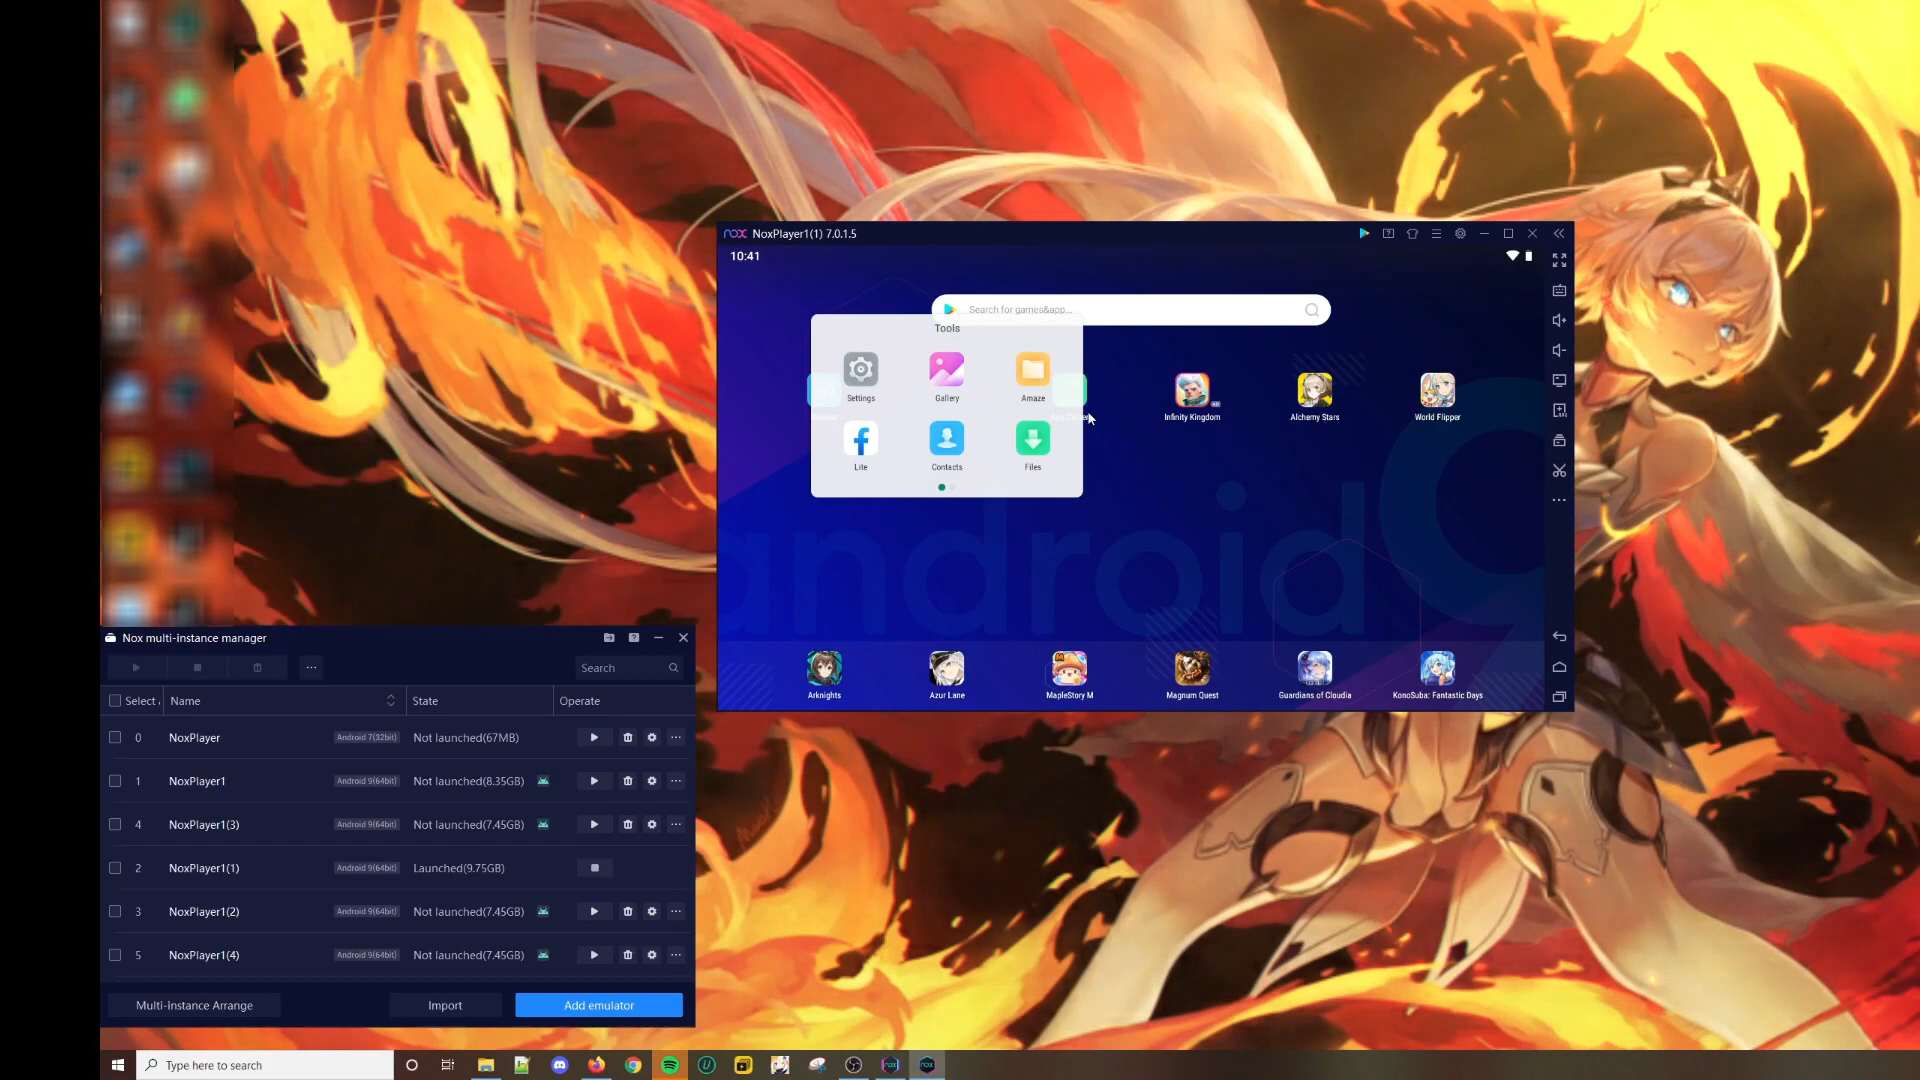 nox NoxPlayer1(1) 7.0.1.5
10:41
Search for games&app...
Tools
Settings
Gallery
Amaze
Infinity Kingdom
Alchemy Stars
World Flipper
Lite
Contacts
Files
android 9
Arknights
Azur Lane
MapleStory M
Magnum Quest
Guardians of Cloudia
KonoSuba: Fantastic Days
Nox multi-instance manager
Search
Select
Name
State
Operate
0 NoxPlayer Android 7(32bit) Not launched(67MB)
1 NoxPlayer1 Android 9(64bit) Not launched(8.35GB)
4 NoxPlayer1(3) Android 9(64bit) Not launched(7.45GB)
2 NoxPlayer1(1) Android 9(64bit) Launched(9.75GB)
3 NoxPlayer1(2) Android 9(64bit) Not launched(7.45GB)
5 NoxPlayer1(4) Android 9(64bit) Not launched(7.45GB)
Multi-instance Arrange
Import
Add emulator
Type here to search